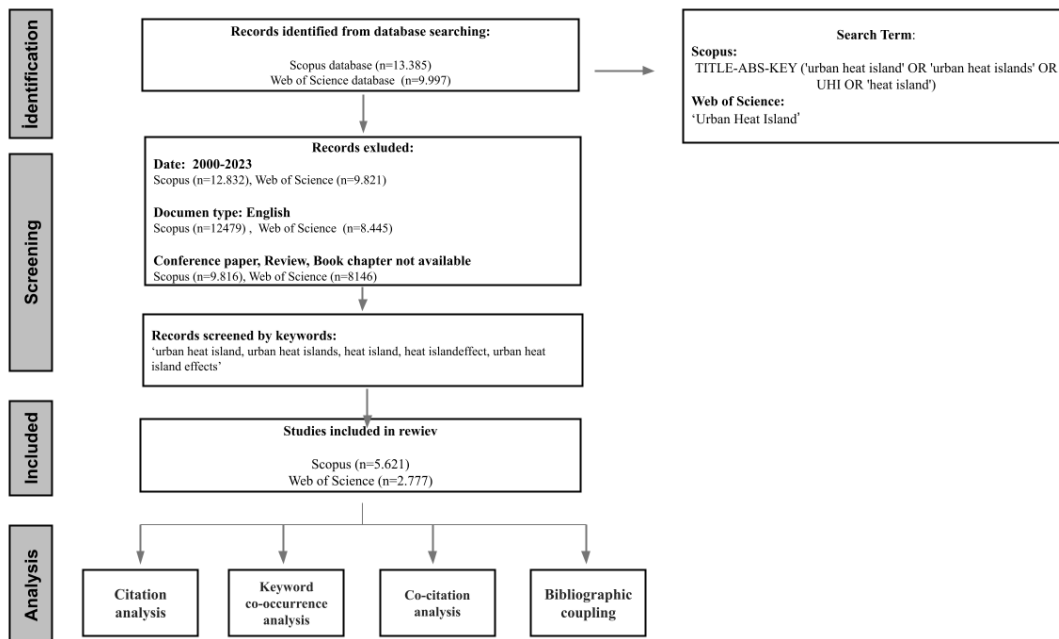 Identification
Records identified from database searching:
Scopus database (n=13.385)
Web of Science database (n=9.997)
Search Term:
Scopus:
TITLE-ABS-KEY ('urban heat island' OR 'urban heat islands' OR
UHI OR 'heat island')
Web of Science:
‘Urban Heat Island’
Screening
Records exluded:
Date: 2000-2023
Scopus (n=12.832), Web of Science (n=9.821)
Documen type: English
Scopus (n=12479) , Web of Science (n=8.445)
Conference paper, Review, Book chapter not available
Scopus (n=9.816), Web of Science (n=8146)
Records screened by keywords:
‘urban heat island, urban heat islands, heat island, heat islandeffect, urban heat
island effects’
Included
Studies included in rewiev
Scopus (n=5.621)
Web of Science (n=2.777)
Analysis
Citation
analysis
Keyword
co-occurrence
analysis
Co-citation
analysis
Bibliographic
coupling